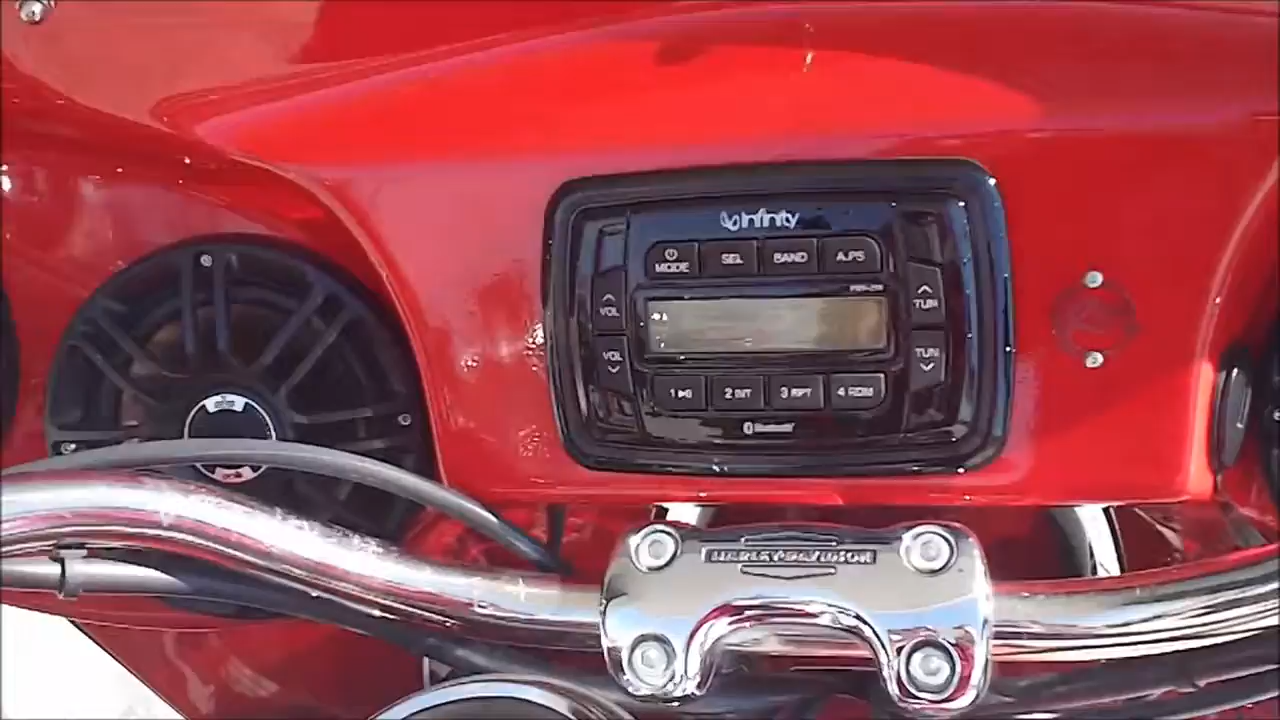 infinity
MODE SEL BAND A.PS
VOL
TUN
VOL
TUN
1 2 INT 3 RPT 4 RDM
Bluetooth
HARLEY-DAVIDSON